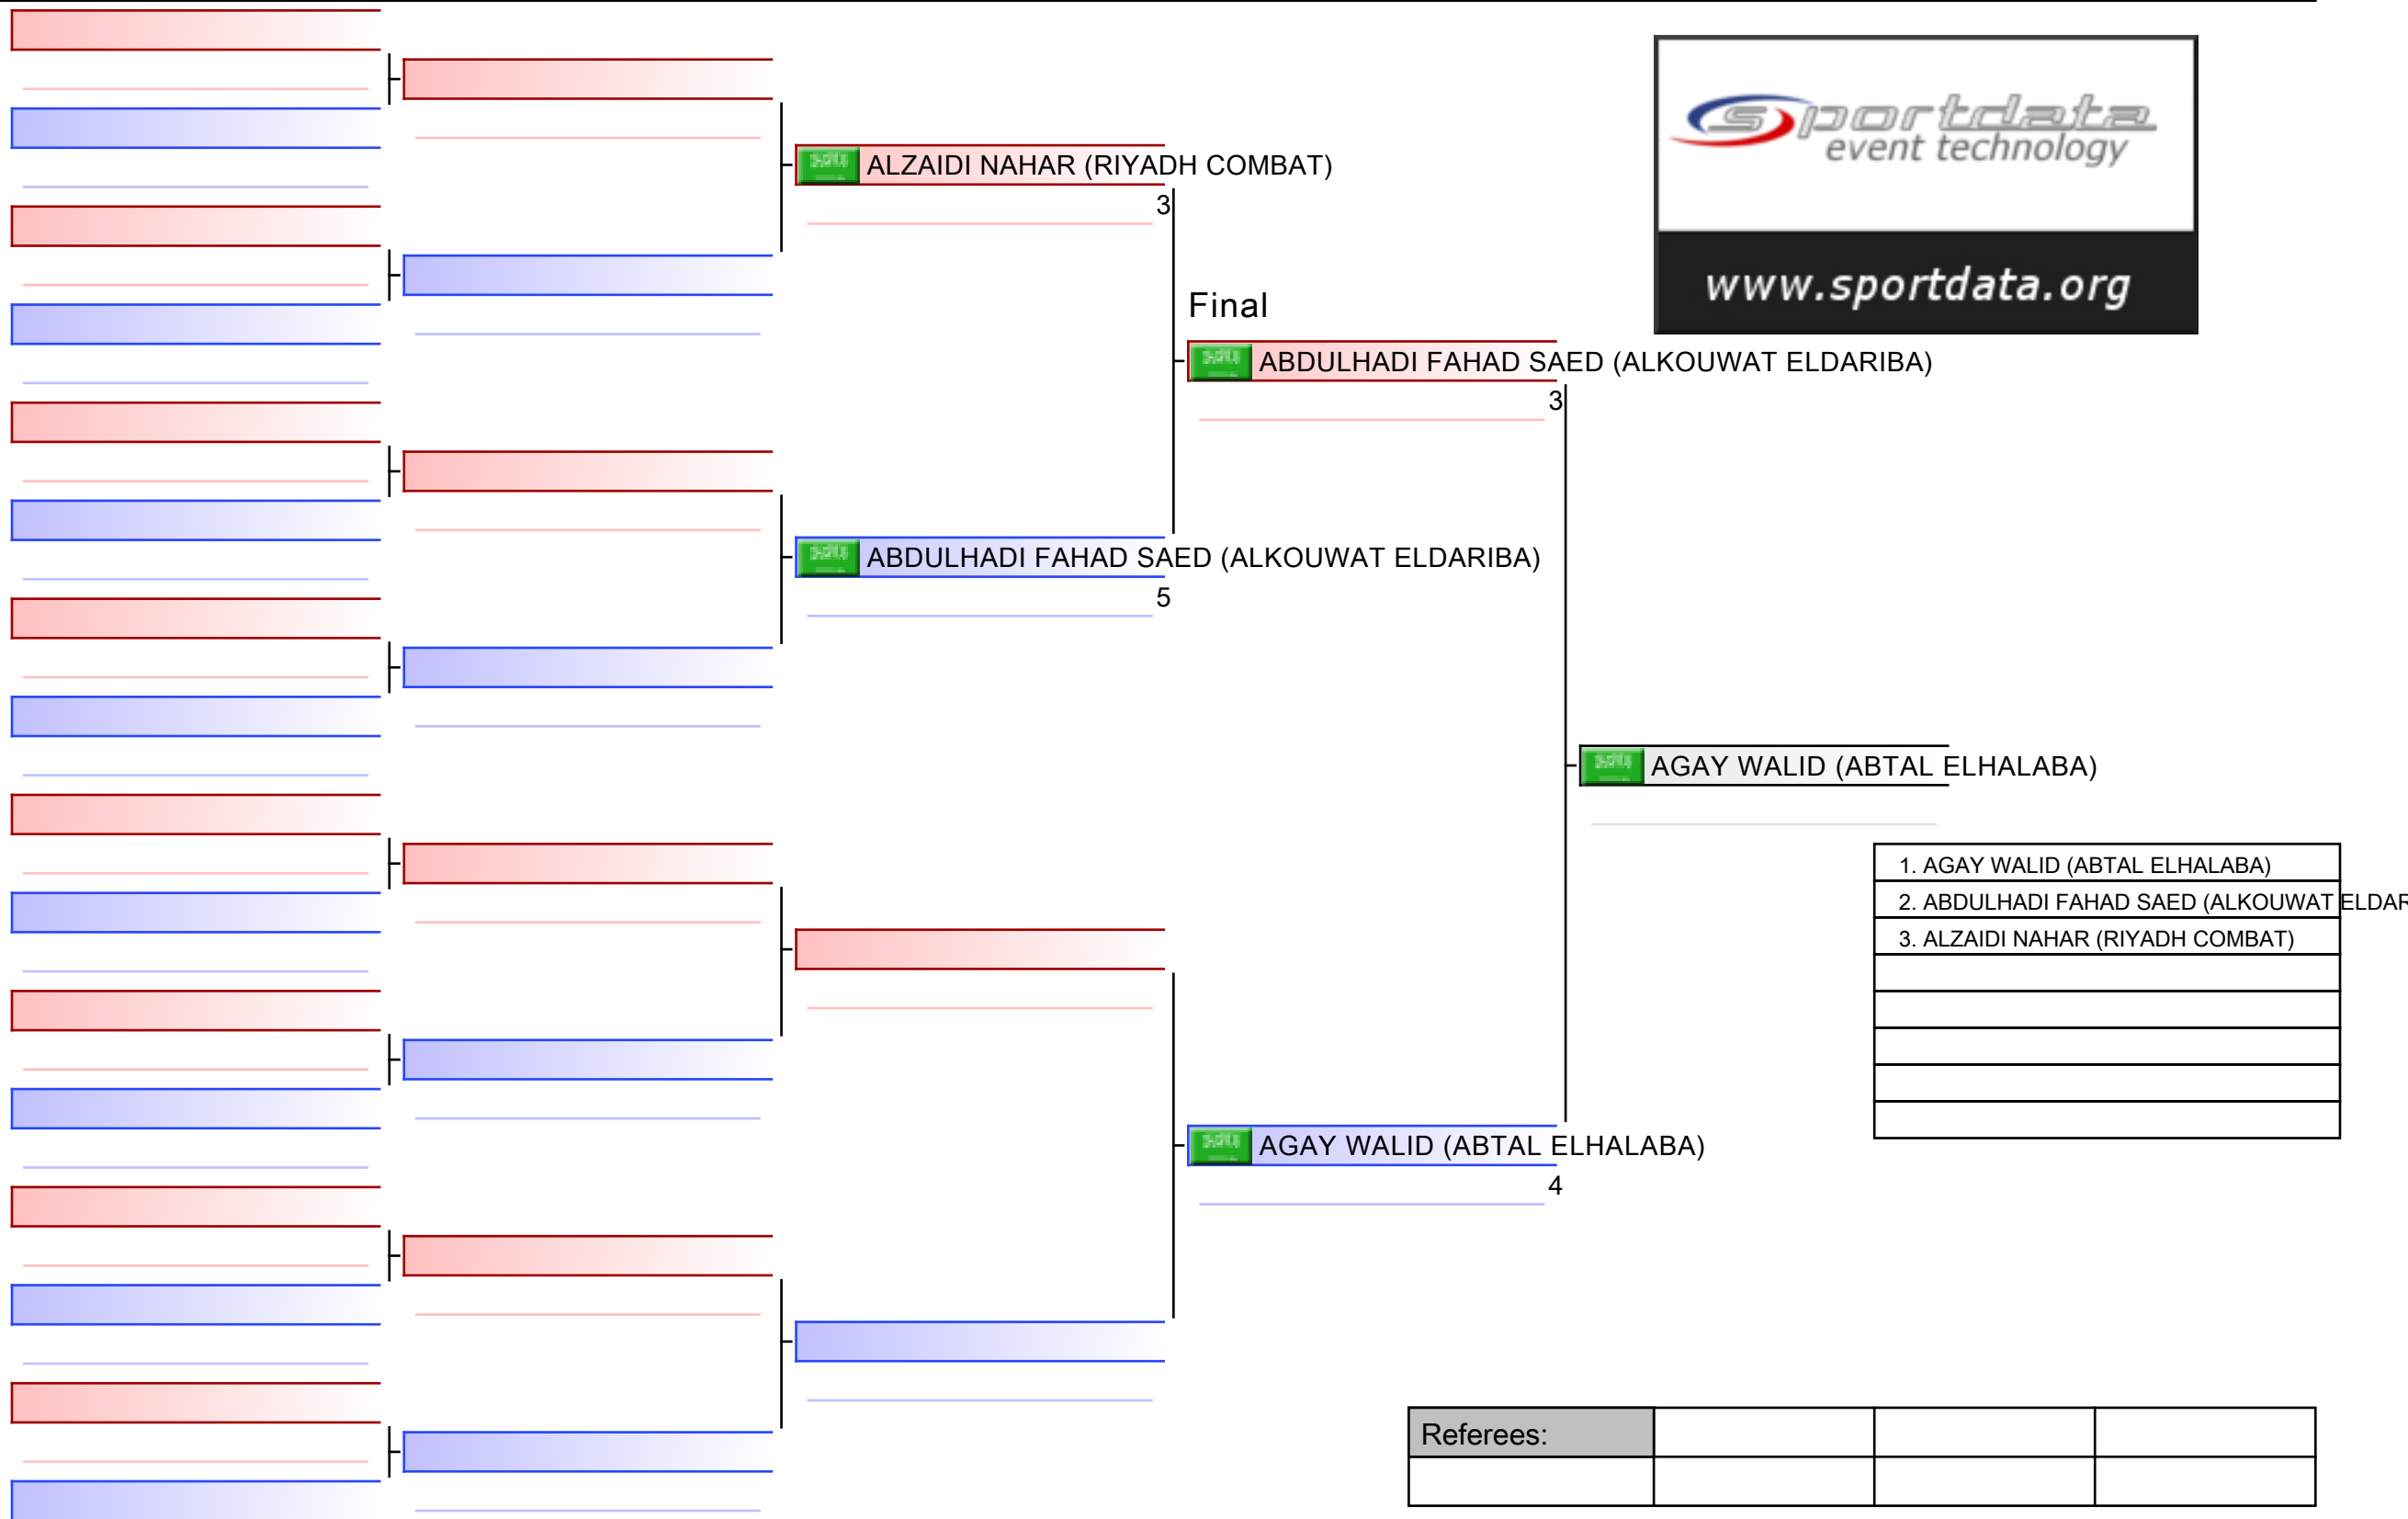 sportdata
event technology
www.sportdata.org
ALZAIDI NAHAR (RIYADH COMBAT)
3
Final
ABDULHADI FAHAD SAED (ALKOUWAT ELDARIBA)
3
ABDULHADI FAHAD SAED (ALKOUWAT ELDARIBA)
5
AGAY WALID (ABTAL ELHALABA)
1. AGAY WALID (ABTAL ELHALABA)
2. ABDULHADI FAHAD SAED (ALKOUWAT ELDAR
3. ALZAIDI NAHAR (RIYADH COMBAT)
AGAY WALID (ABTAL ELHALABA)
4
Referees: